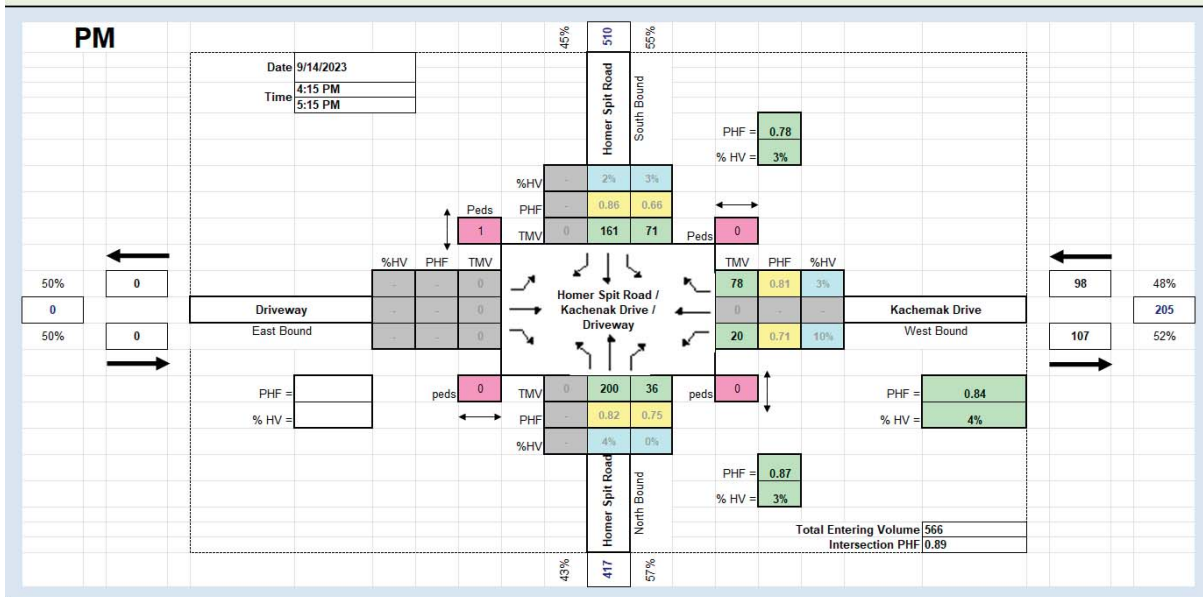 PM
45% 510 55%
Date 9/14/2023
Time 4:15 PM
5:15 PM
Homer Spit Road
South Bound
PHF = 0.78
% HV = 3%
%HV - 2% 3%
Peds PHF - 0.86 0.66
1 TMV 0 161 71 Peds 0
%HV PHF TMV
TMV PHF %HV
50% 0 - - 0 78 0.81 3% 98 48%
0 Driveway - - 0 Homer Spit Road / Kachenak Drive / Driveway 0 - - Kachemak Drive 205
50% 0 East Bound - - 0 20 0.71 10% West Bound 107 52%
PHF = peds 0 TMV 0 200 36 peds 0 PHF = 0.84
% HV = PHF - 0.82 0.75 % HV = 4%
%HV - 4% 0%
Homer Spit Road
North Bound
PHF = 0.87
% HV = 3%
Total Entering Volume 566
Intersection PHF 0.89
43% 417 57%